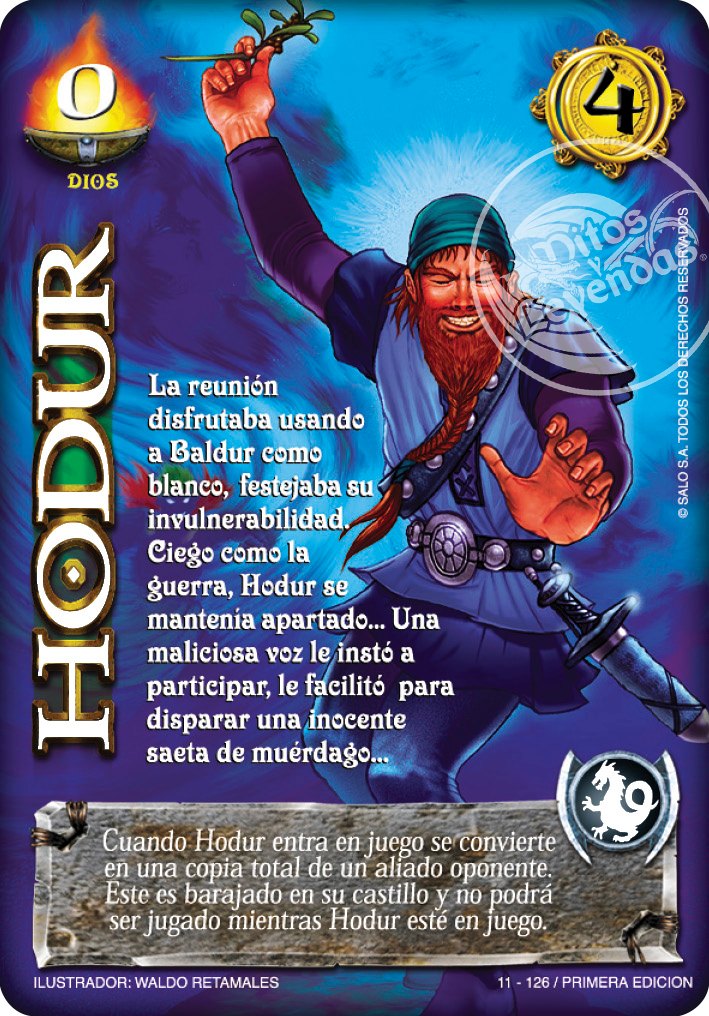 0
DIOS
4
Mitos
y
Leyendas
®
HODUR
La reunión
disfrutaba usando
a Baldur como
blanco, festejaba su
invulnerabilidad.
Ciego como la
guerra, Hodur se
mantenía apartado... Una
maliciosa voz le instó a
participar, le facilitó para
disparar una inocente
saeta de muérdago...
© SALO S.A. TODOS LOS DERECHOS RESERVADOS
Cuando Hodur entra en juego se convierte
en una copia total de un aliado oponente.
Este es barajado en su castillo y no podrá
ser jugado mientras Hodur esté en juego.
ILUSTRADOR: WALDO RETAMALES
11 - 126 / PRIMERA EDICION